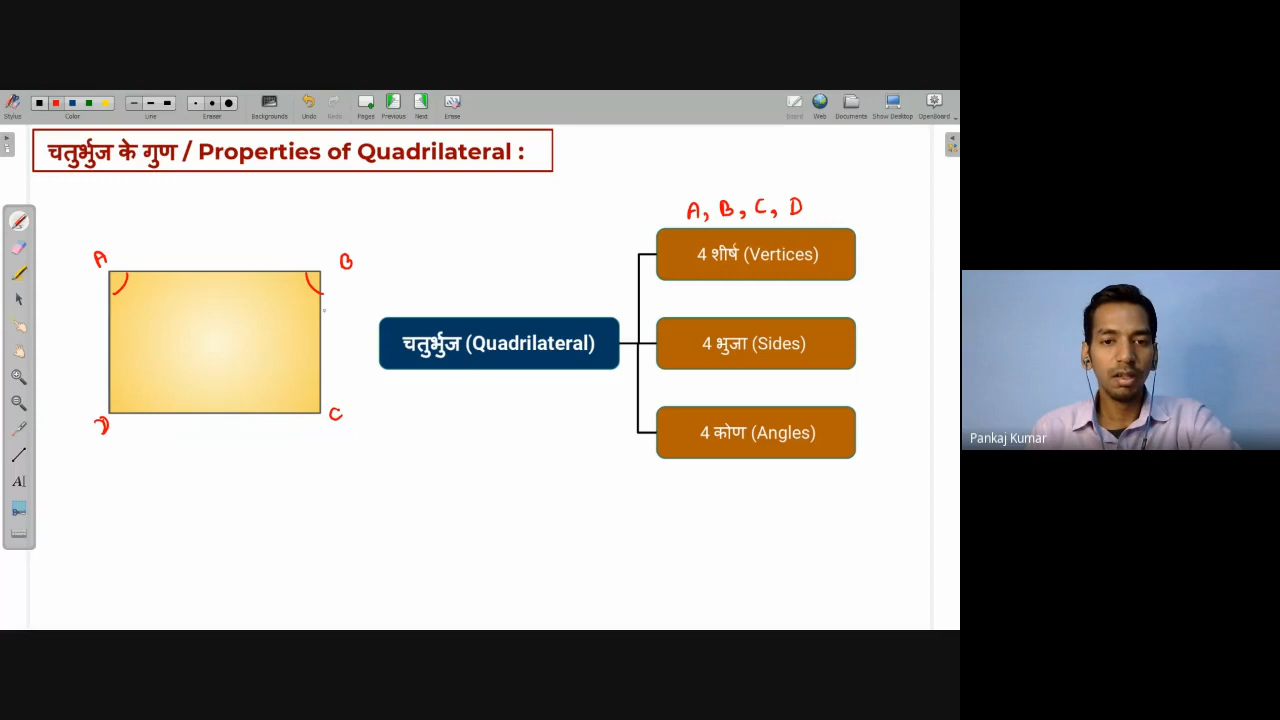 Stylus
Color
Line
Eraser
Backgrounds
Undo
Redo
Pages
Previous
Next
Erase
Board
Web
Documents
Show Desktop
OpenBoard
चतुर्भुज के गुण / Properties of Quadrilateral :
A, B, C, D
A
B
4 शीर्ष (Vertices)
चतुर्भुज (Quadrilateral)
4 भुजा (Sides)
D
C
4 कोण (Angles)
Pankaj Kumar